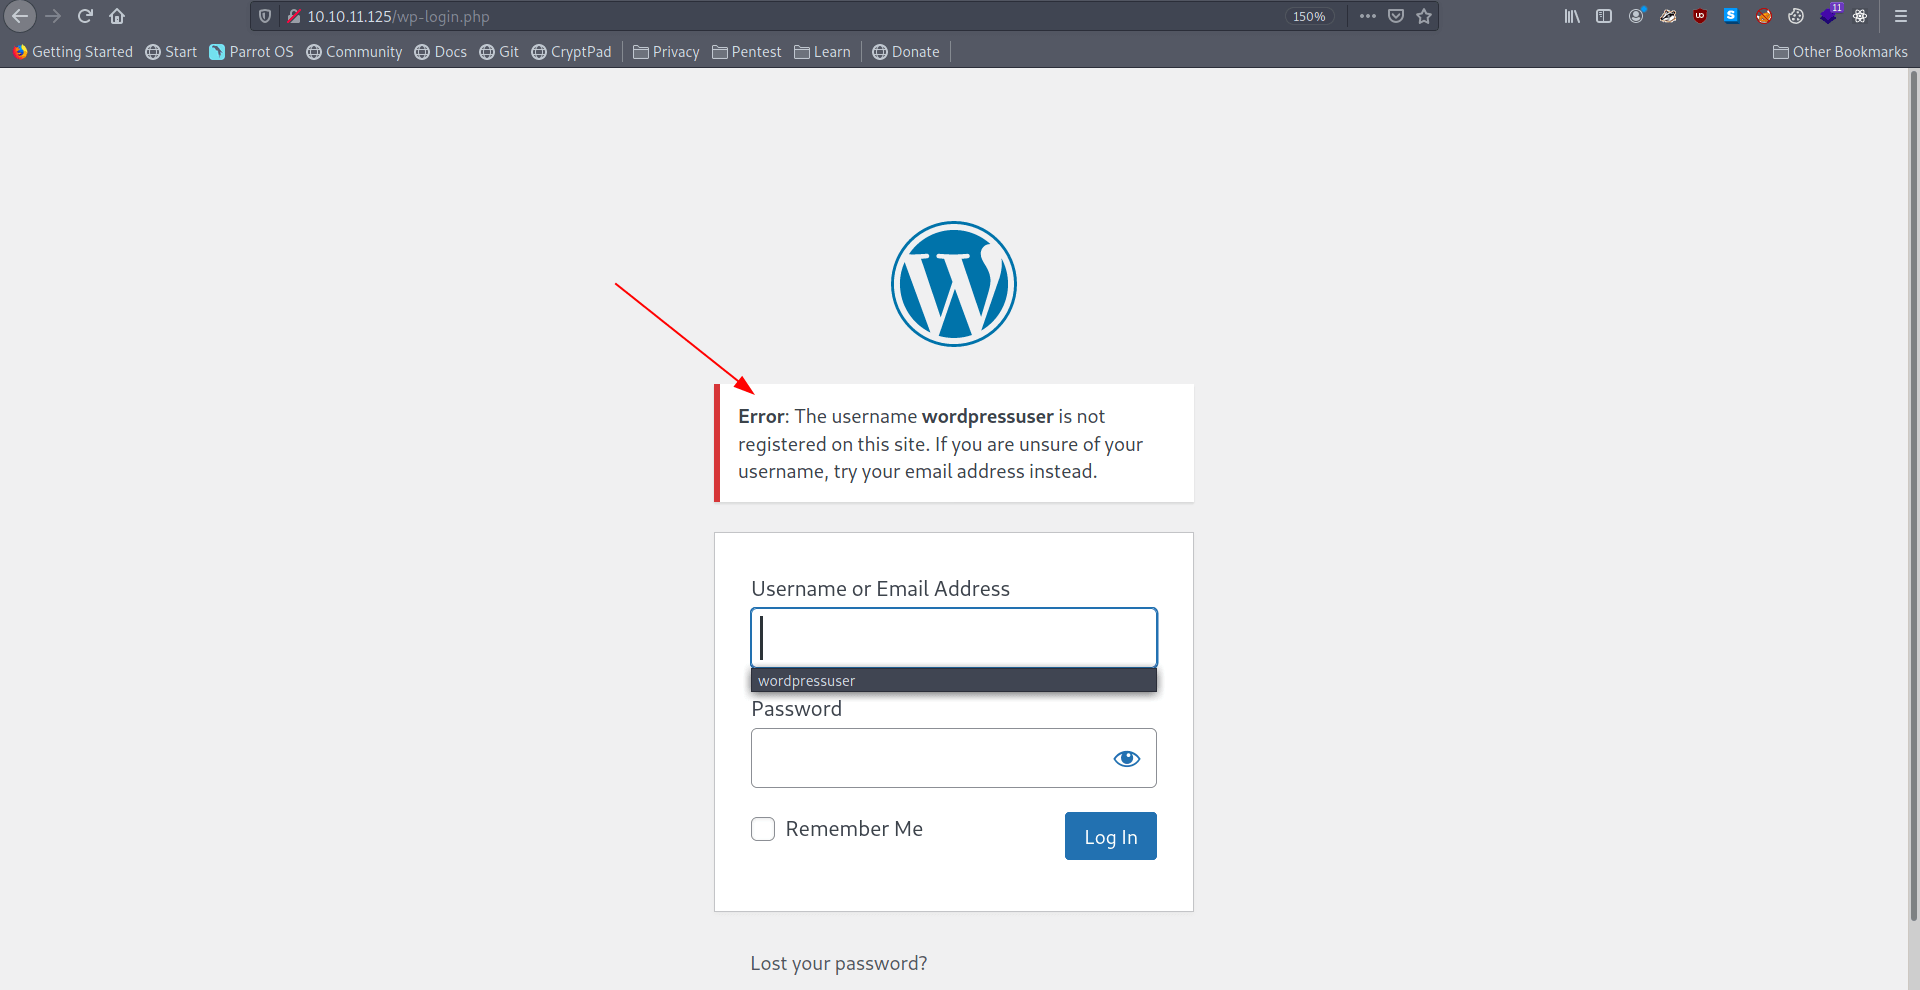 10.10.11.125/wp-login.php 150% 11
Getting Started Start Parrot OS Community Docs Git CryptPad Privacy Pentest Learn Donate Other Bookmarks
Error: The username wordpressuser is not
registered on this site. If you are unsure of your
username, try your email address instead.
Username or Email Address
wordpressuser
Password
Remember Me
Log In
Lost your password?